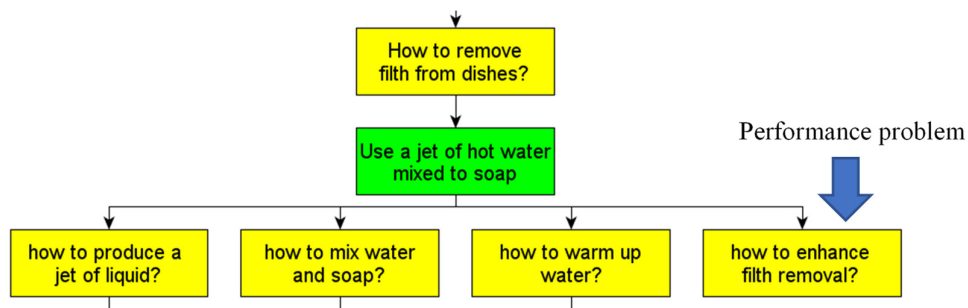 How to remove
filth from dishes?
Use a jet of hot water
mixed to soap
Performance problem
how to produce a
jet of liquid?
how to mix water
and soap?
how to warm up
water?
how to enhance
filth removal?